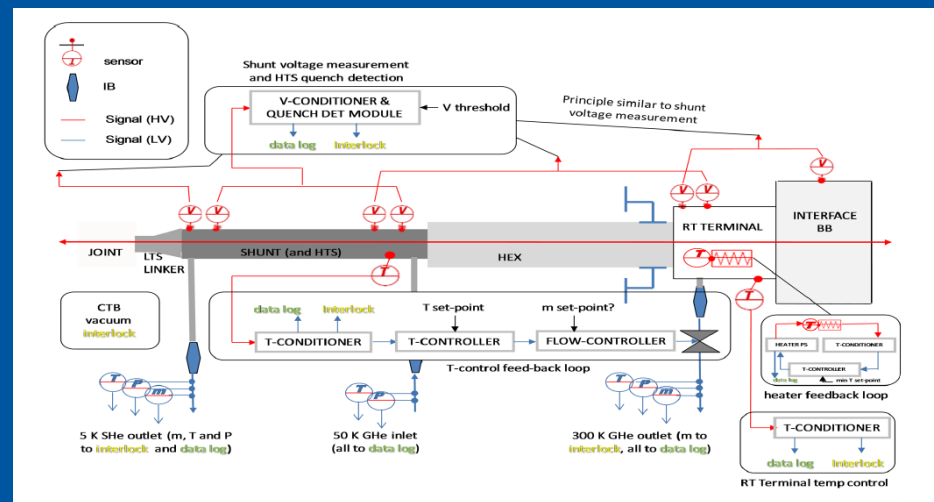 T
sensor
IB
Signal (HV)
Signal (LV)
Shunt voltage measurement
and HTS quench detection
V-CONDITIONER &
QUENCH DET MODULE
V threshold
data log
interlock
Principle similar to shunt
voltage measurement
V
V
V
V
V
V
V
JOINT
LTS
LINKER
SHUNT (and HTS)
HEX
RT TERMINAL
INTERFACE
BB
T
T
T
CTB
vacuum
interlock
data log
interlock
T set-point
m set-point?
T-CONDITIONER
T-CONTROLLER
FLOW-CONTROLLER
T-control feed-back loop
T
HEATER PS
T-CONDITIONER
T-CONTROLLER
data log
min T set-point
heater feedback loop
T
P
m
T
P
T
P
m
5 K SHe outlet (m, T and P
to interlock and data log)
50 K GHe inlet
(all to data log)
300 K GHe outlet (m to
interlock, all to data log)
T-CONDITIONER
data log
interlock
RT Terminal temp control